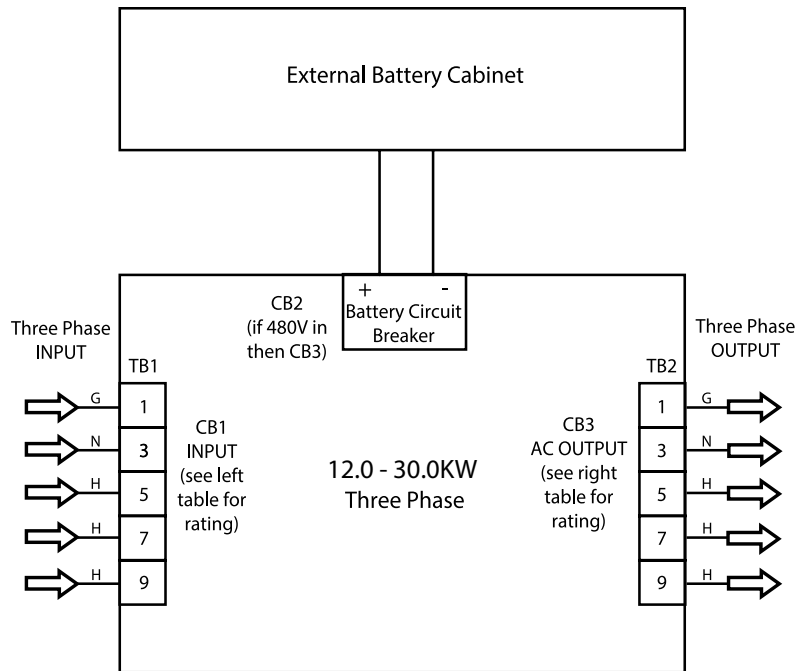 External Battery Cabinet
+ -
Battery Circuit
Breaker
CB2
(if 480V in
then CB3)
Three Phase
INPUT
TB1
G 1
N 3
H 5
H 7
H 9
CB1
INPUT
(see left
table for
rating)
12.0 - 30.0KW
Three Phase
CB3
AC OUTPUT
(see right
table for
rating)
Three Phase
OUTPUT
TB2
1 G
3 N
5 H
7 H
9 H